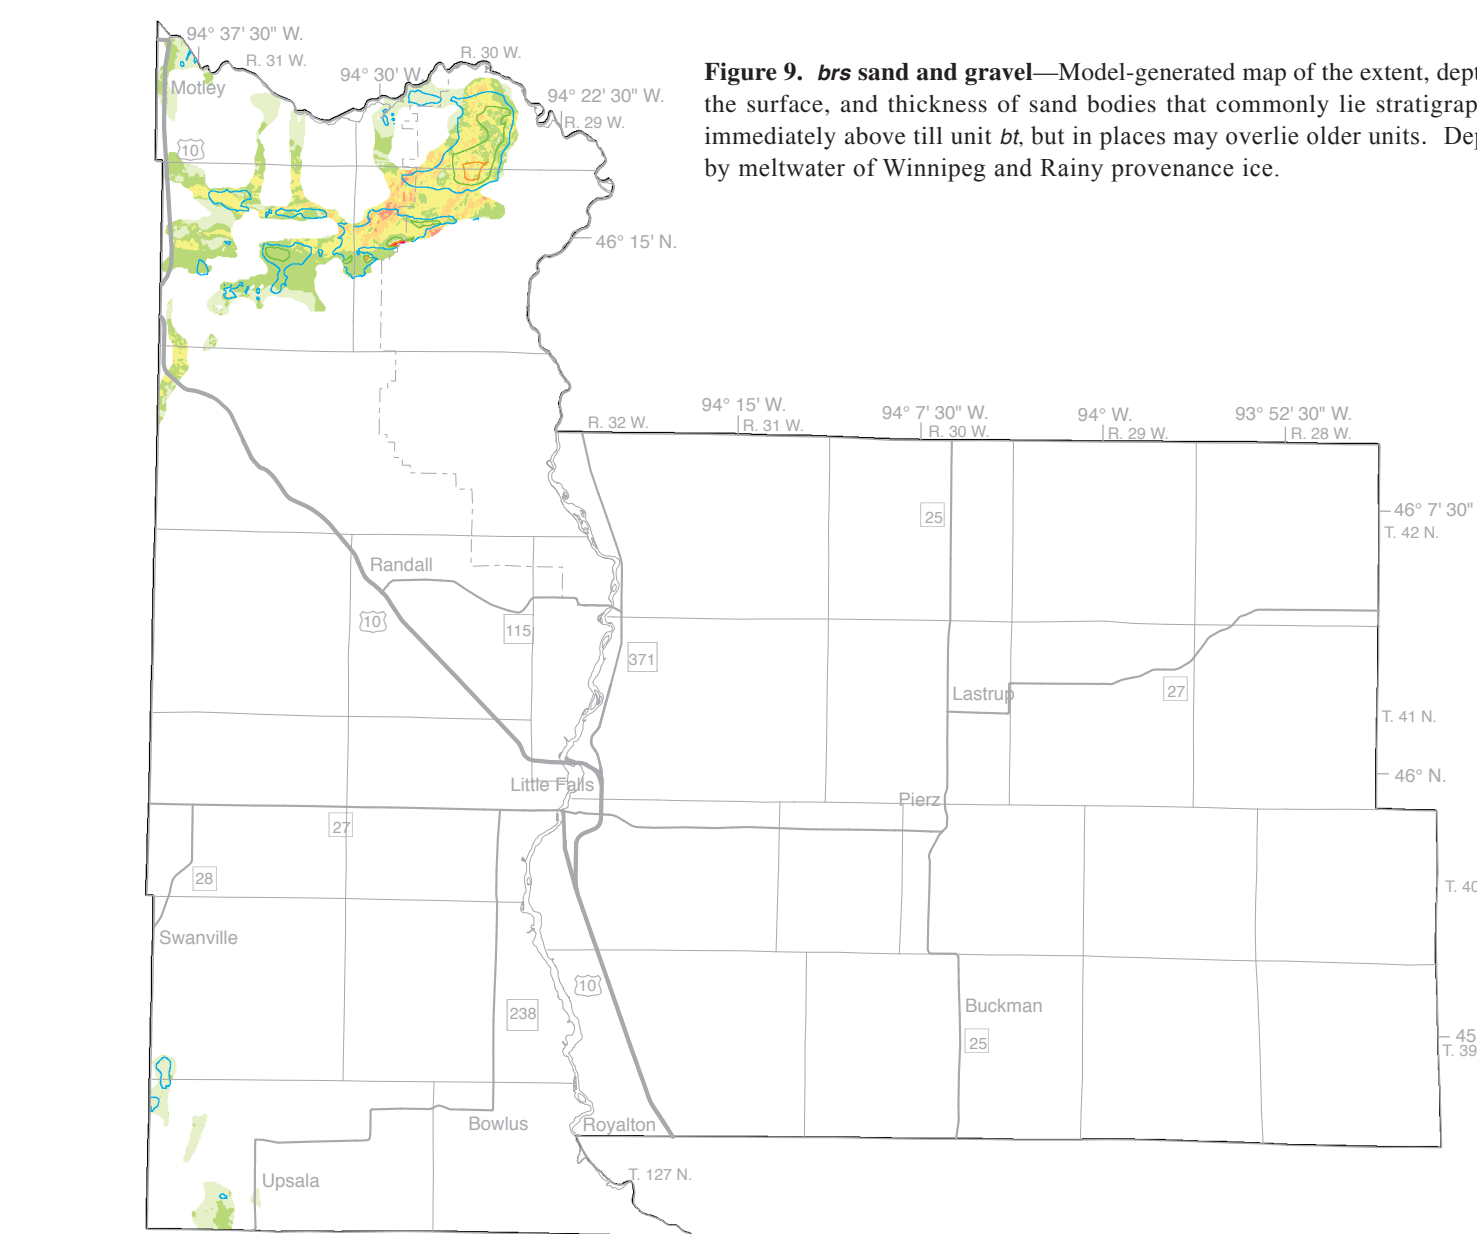 94° 37' 30" W.
R. 31 W.
94° 30' W.
R. 30 W.
94° 22' 30" W.
R. 29 W.
Motley
10
46° 15' N.
Figure 9. brs sand and gravel—Model-generated map of the extent, dept
the surface, and thickness of sand bodies that commonly lie stratigrap
immediately above till unit bt, but in places may overlie older units. Dep
by meltwater of Winnipeg and Rainy provenance ice.
R. 32 W.
94° 15' W.
R. 31 W.
94° 7' 30" W.
R. 30 W.
94° W.
R. 29 W.
93° 52' 30" W.
R. 28 W.
25
46° 7' 30"
T. 42 N.
Randall
10
115
371
Lastrup
27
T. 41 N.
46° N.
Little Falls
Pierz
27
28
T. 40
Swanville
10
238
Buckman
25
45
T. 39
Bowlus
Royalton
Upsala
T. 127 N.